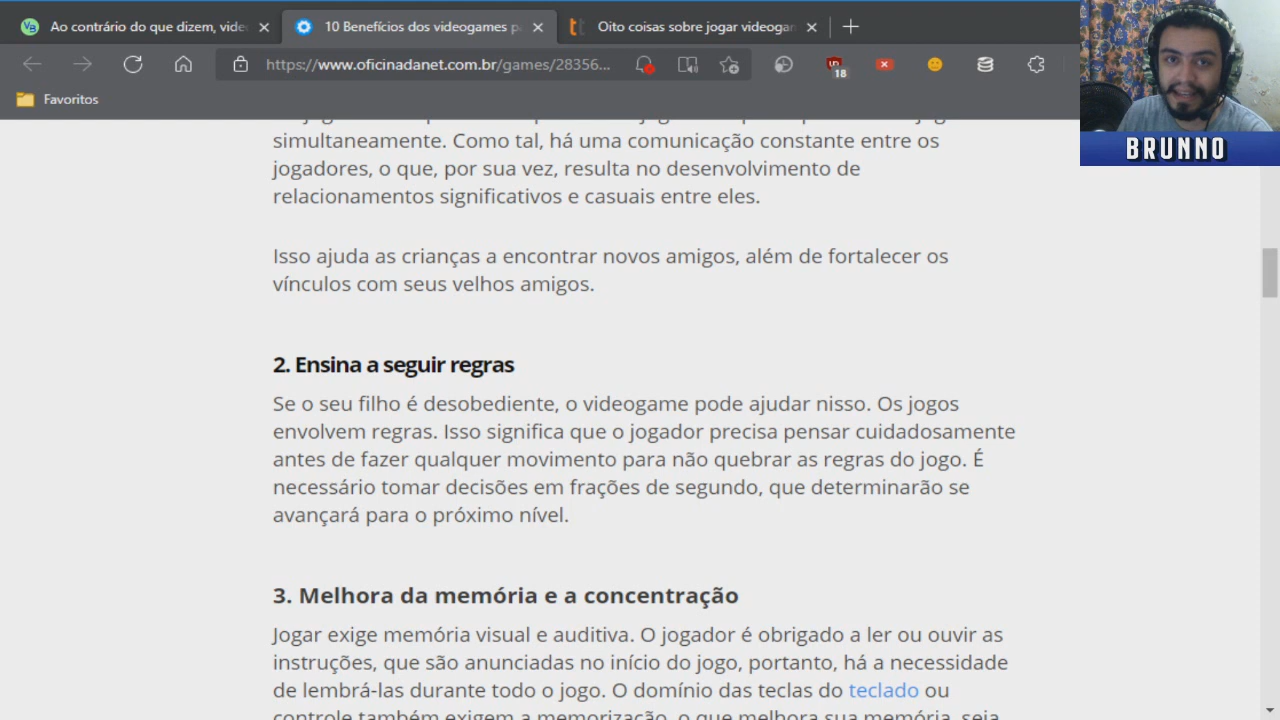 Ao contrário do que dizem, vide
10 Benefícios dos videogames p
Oito coisas sobre jogar videogan
https://www.oficinadanet.com.br/games/28356...
18
Favoritos
BRUNNO
simultaneamente. Como tal, há uma comunicação constante entre os
jogadores, o que, por sua vez, resulta no desenvolvimento de
relacionamentos significativos e casuais entre eles.
Isso ajuda as crianças a encontrar novos amigos, além de fortalecer os
vínculos com seus velhos amigos.
2. Ensina a seguir regras
Se o seu filho é desobediente, o videogame pode ajudar nisso. Os jogos
envolvem regras. Isso significa que o jogador precisa pensar cuidadosamente
antes de fazer qualquer movimento para não quebrar as regras do jogo. É
necessário tomar decisões em frações de segundo, que determinarão se
avançará para o próximo nível.
3. Melhora da memória e a concentração
Jogar exige memória visual e auditiva. O jogador é obrigado a ler ou ouvir as
instruções, que são anunciadas no início do jogo, portanto, há a necessidade
de lembrá-las durante todo o jogo. O domínio das teclas do teclado ou
controle também exigem a memorização, o que melhora sua memória, seja